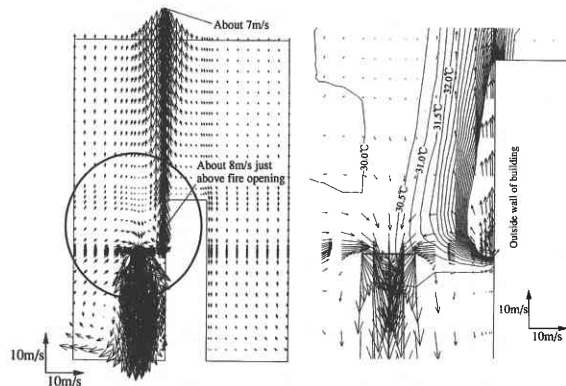 About 7m/s
About 8m/s just
above fire opening
10m/s
10m/s
30.0℃
30.5℃
31.0℃
31.5℃
32.0℃
Outside wall of building
10m/s
10m/s